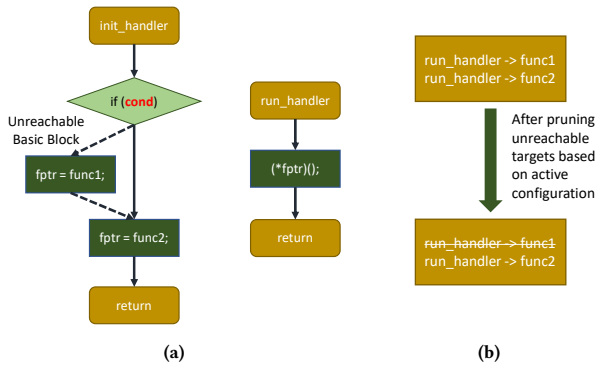 init_handler
if (cond)
Unreachable
Basic Block
fptr = func1;
fptr = func2;
return
run_handler
(*fptr)();
return
(a)
run_handler -> func1
run_handler -> func2
After pruning
unreachable
targets based
on active
configuration
run_handler -> func1
run_handler -> func2
(b)